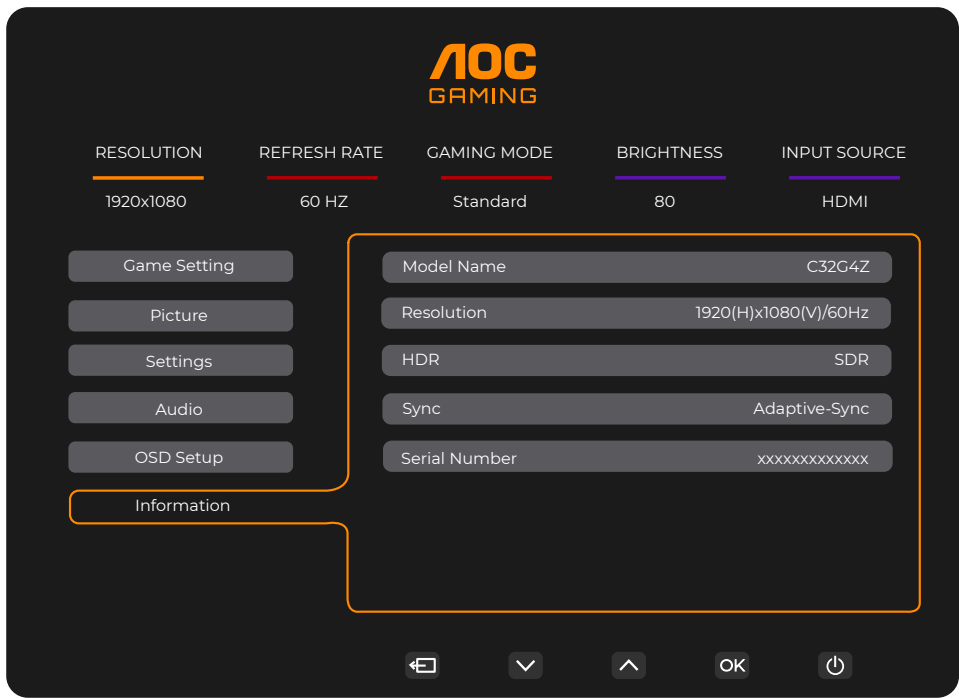 AOC
GAMING
RESOLUTION REFRESH RATE GAMING MODE BRIGHTNESS INPUT SOURCE
1920x1080 60 HZ Standard 80 HDMI
Game Setting
Picture
Settings
Audio
OSD Setup
Information
Model Name C32G4Z
Resolution 1920(H)x1080(V)/60Hz
HDR SDR
Sync Adaptive-Sync
Serial Number xxxxxxxxxxxxx
OK